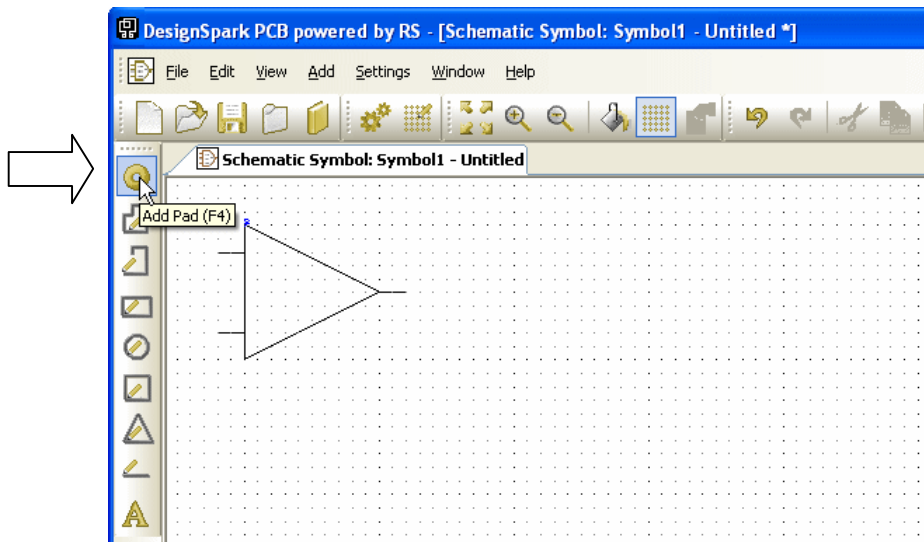 DesignSpark PCB powered by RS - [Schematic Symbol: Symbol1 - Untitled *]
File Edit View Add Settings Window Help
Schematic Symbol: Symbol1 - Untitled
Add Pad (F4)
A